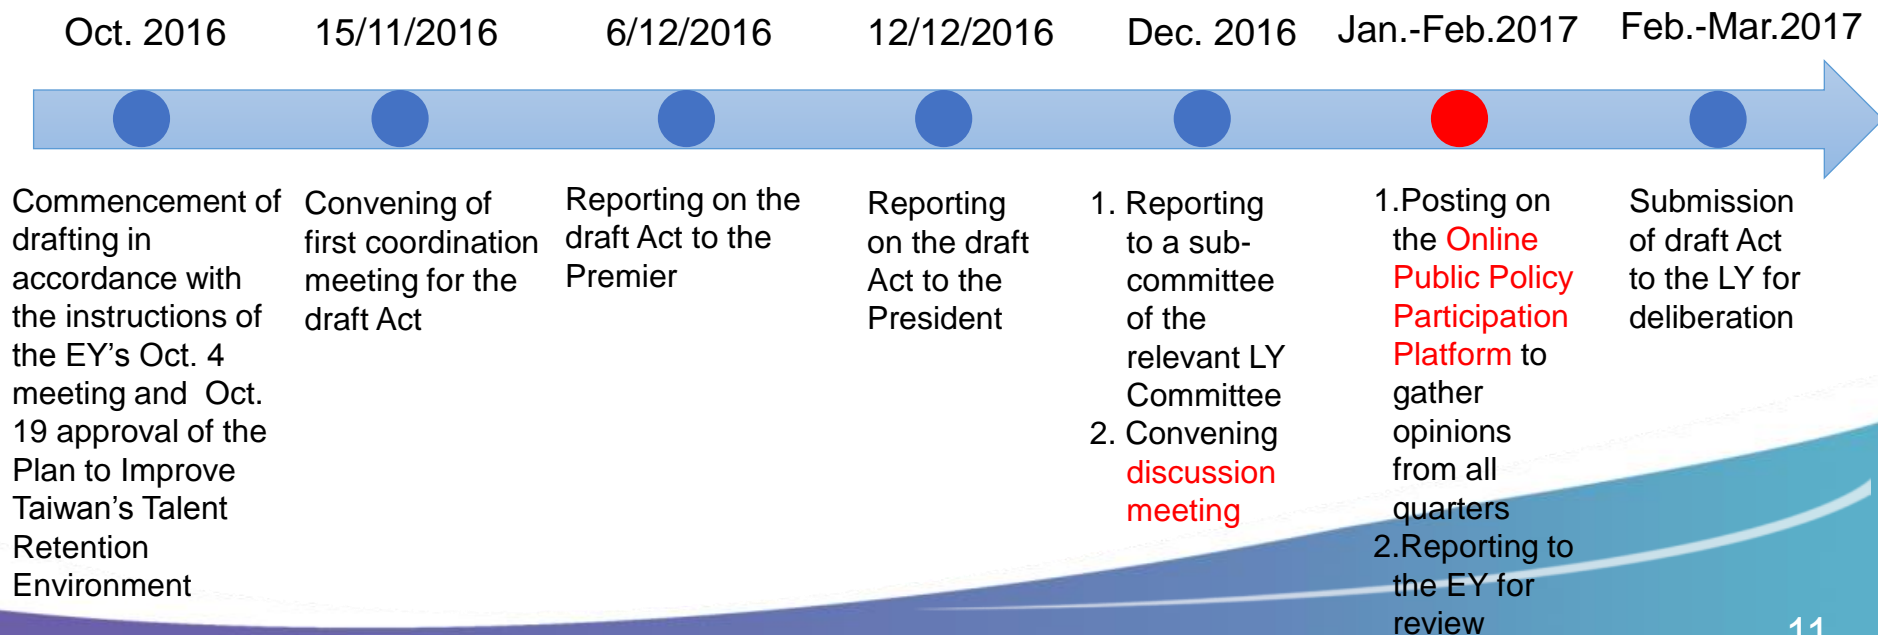 Oct. 2016
15/11/2016
6/12/2016
12/12/2016
Dec. 2016
Jan.-Feb.2017
Feb.-Mar.2017
Commencement of
drafting in
accordance with
the instructions of
the EY’s Oct. 4
meeting and Oct.
19 approval of the
Plan to Improve
Taiwan’s Talent
Retention
Environment
Convening of
first coordination
meeting for the
draft Act
Reporting on the
draft Act to the
Premier
Reporting
on the draft
Act to the
President
1. Reporting
to a sub-
committee
of the
relevant LY
Committee
2. Convening
discussion
meeting
1.Posting on
the Online
Public Policy
Participation
Platform to
gather
opinions
from all
quarters
2.Reporting to
the EY for
review
Submission
of draft Act
to the LY for
deliberation
11